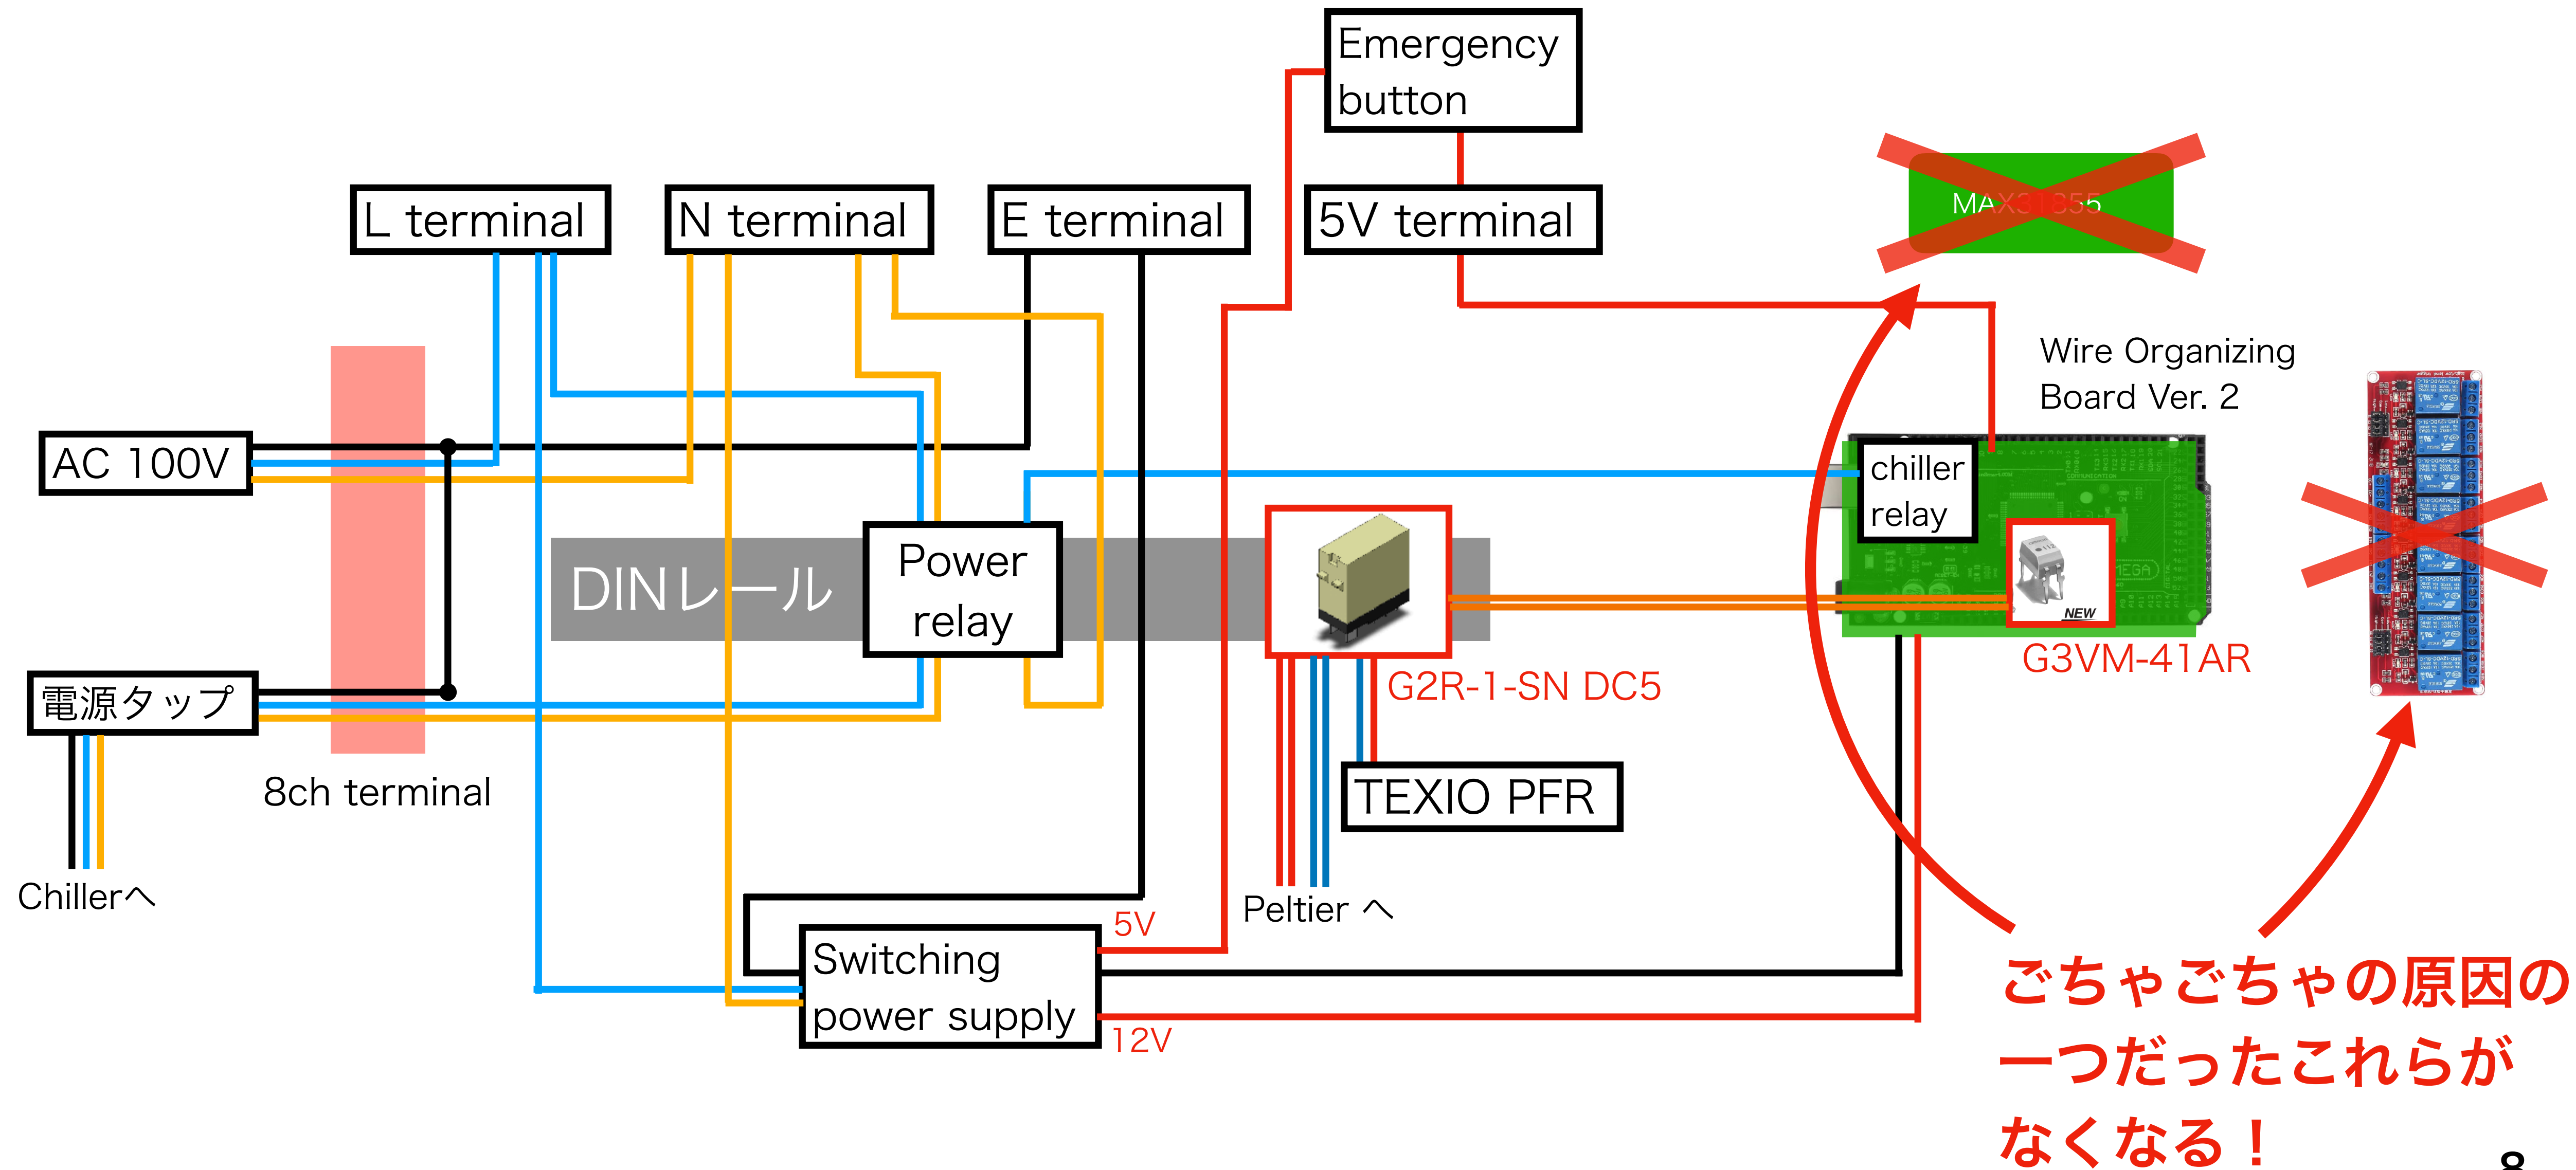 Emergency
button
L terminal
N terminal
E terminal
5V terminal
Wire Organizing
Board Ver. 2
AC 100V
chiller
relay
DINレール
Power
relay
MEGA
NEW
G3VM-41AR
G2R-1-SN DC5
電源タップ
8ch terminal
TEXIO PFR
Chillerへ
Peltier へ
5V
Switching
power supply
12V
ごちゃごちゃの原因の
一つだったこれらが
なくなる！
8